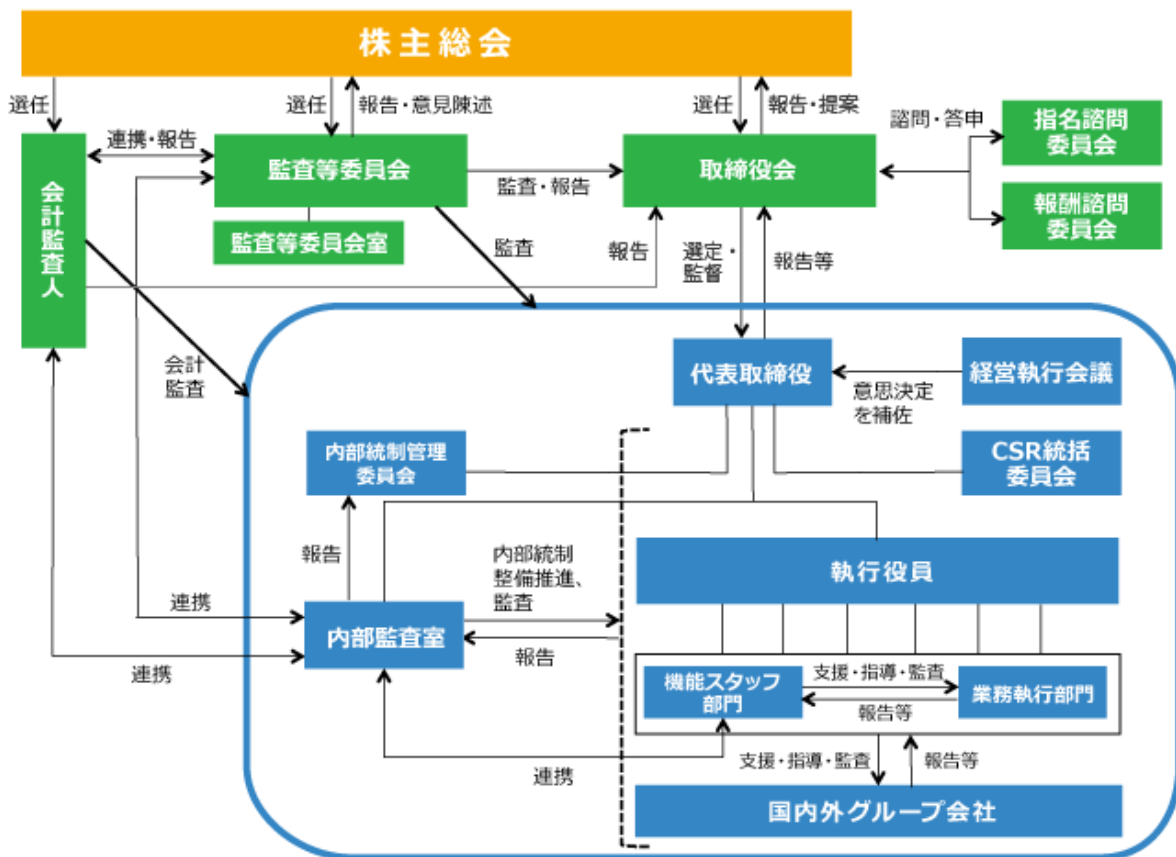 株主総会
選任
選任
報告・意見陳述
選任
報告・提案
諮問・答申
指名諮問
委員会
連携・報告
会計監査人
監査等委員会
監査・報告
取締役会
報酬諮問
委員会
監査等委員会室
監査
報告
選定・
監督
報告等
会計
監査
代表取締役
経営執行会議
意思決定
を補佐
内部統制管理
委員会
CSR統括
委員会
報告
内部統制
整備推進、
監査
執行役員
連携
内部監査室
報告
連携
機能スタッフ
部門
支援・指導・監査
報告等
業務執行部門
連携
支援・指導・監査
報告等
国内外グループ会社